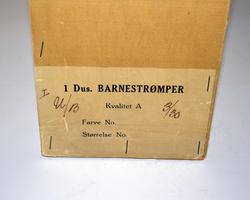 1 Dus. BARNESTRØMPER
Kvalitet A
Farve No.
Størrelse No.